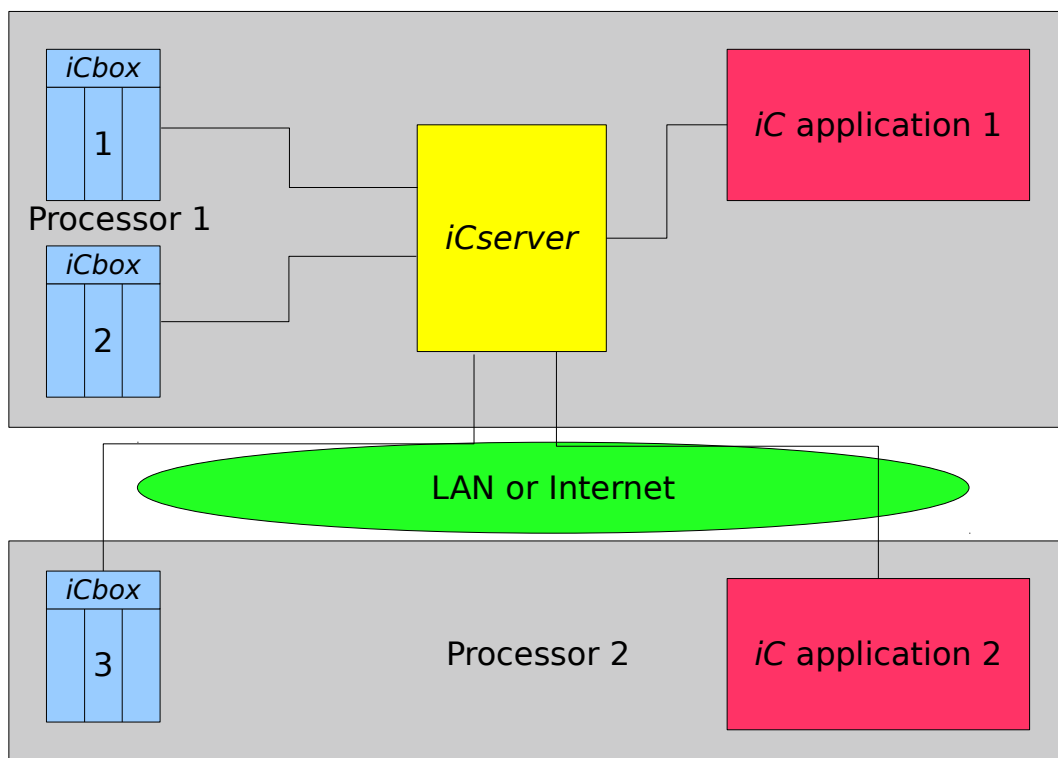 iCbox
1
Processor 1
iCbox
2
iCserver
iC application 1
LAN or Internet
iCbox
3
Processor 2
iC application 2